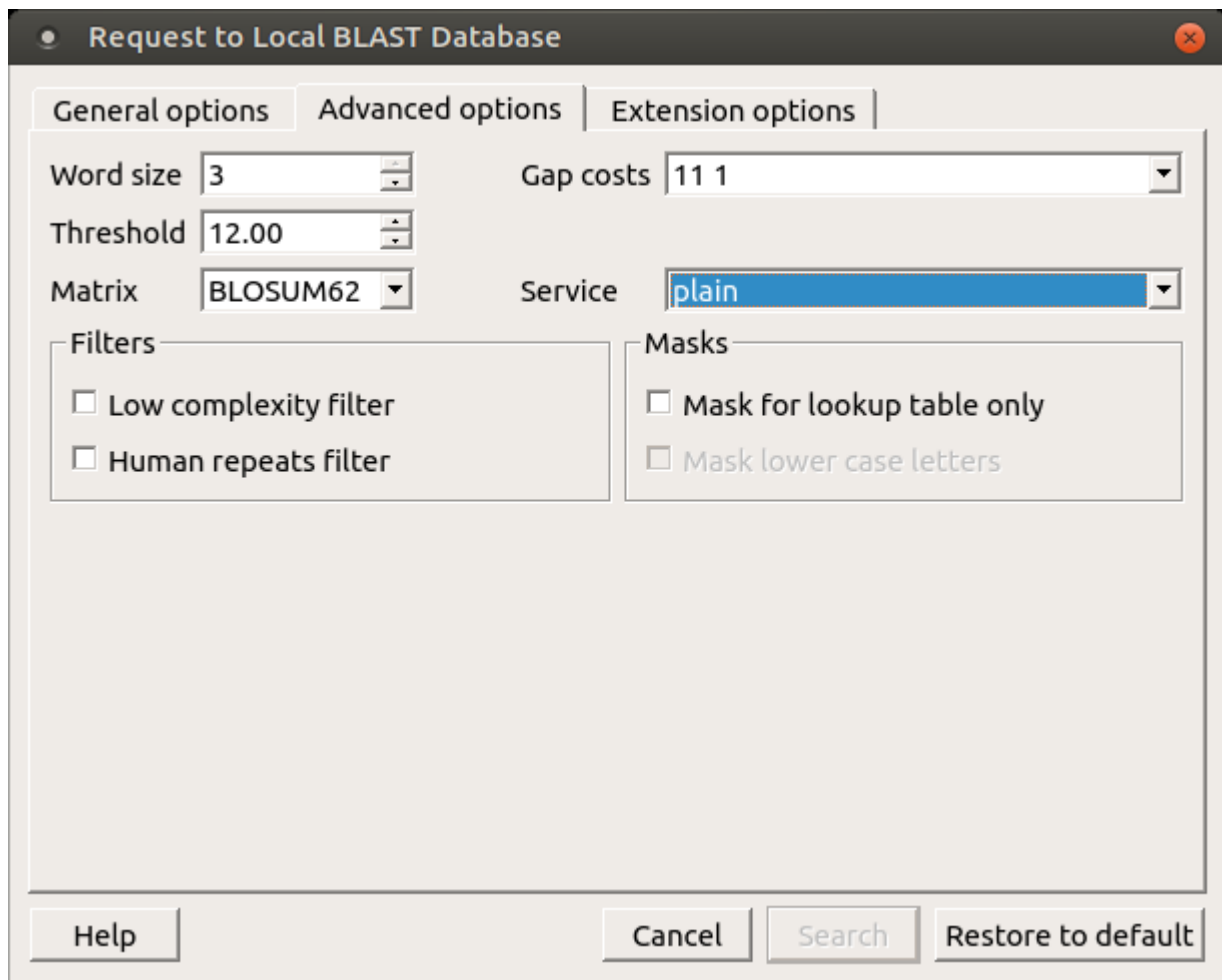 Request to Local BLAST Database
General options Advanced options Extension options
Word size 3 Gap costs 11 1
Threshold 12.00
Matrix BLOSUM62 Service plain
Filters Masks
Low complexity filter Mask for lookup table only
Human repeats filter Mask lower case letters
Help Cancel Search Restore to default